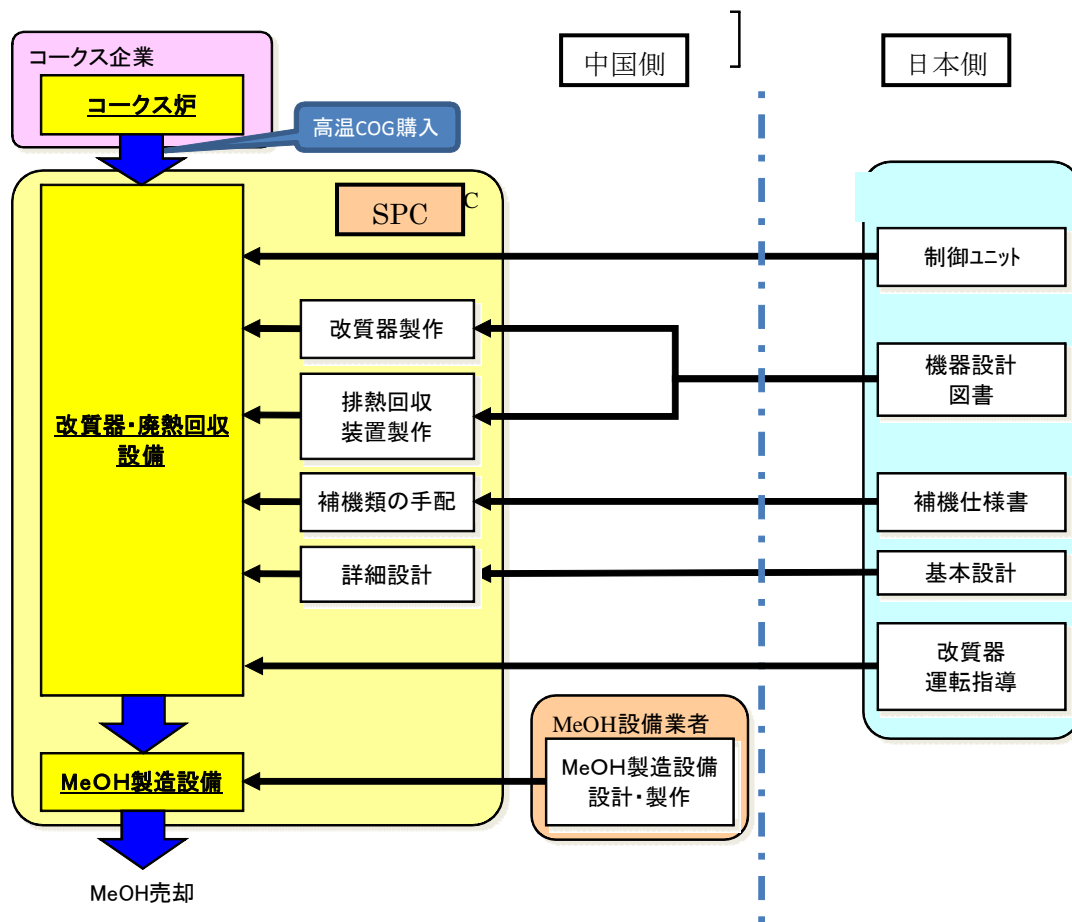 コークス企業
コークス炉
高温COG購入
中国側
]
日本側
SPC
C
制御ユニット
改質器製作
機器設計
図書
排熱回収
装置製作
改質器・廃熱回収
設備
補機類の手配
補機仕様書
詳細設計
基本設計
改質器
運転指導
MeOH設備業者
MeOH製造設備
設計・製作
MeOH製造設備
MeOH売却